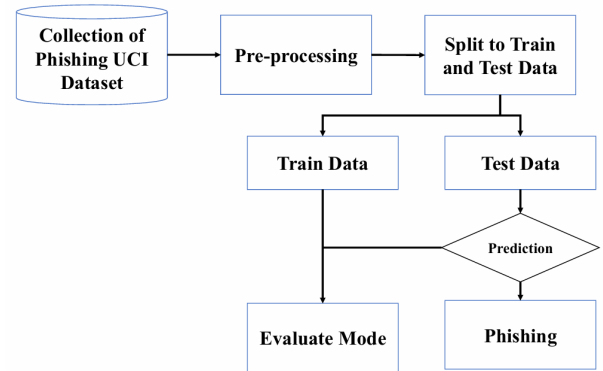 Collection of
Phishing UCI
Dataset
Pre-processing
Split to Train
and Test Data
Train Data
Test Data
Prediction
Evaluate Mode
Phishing